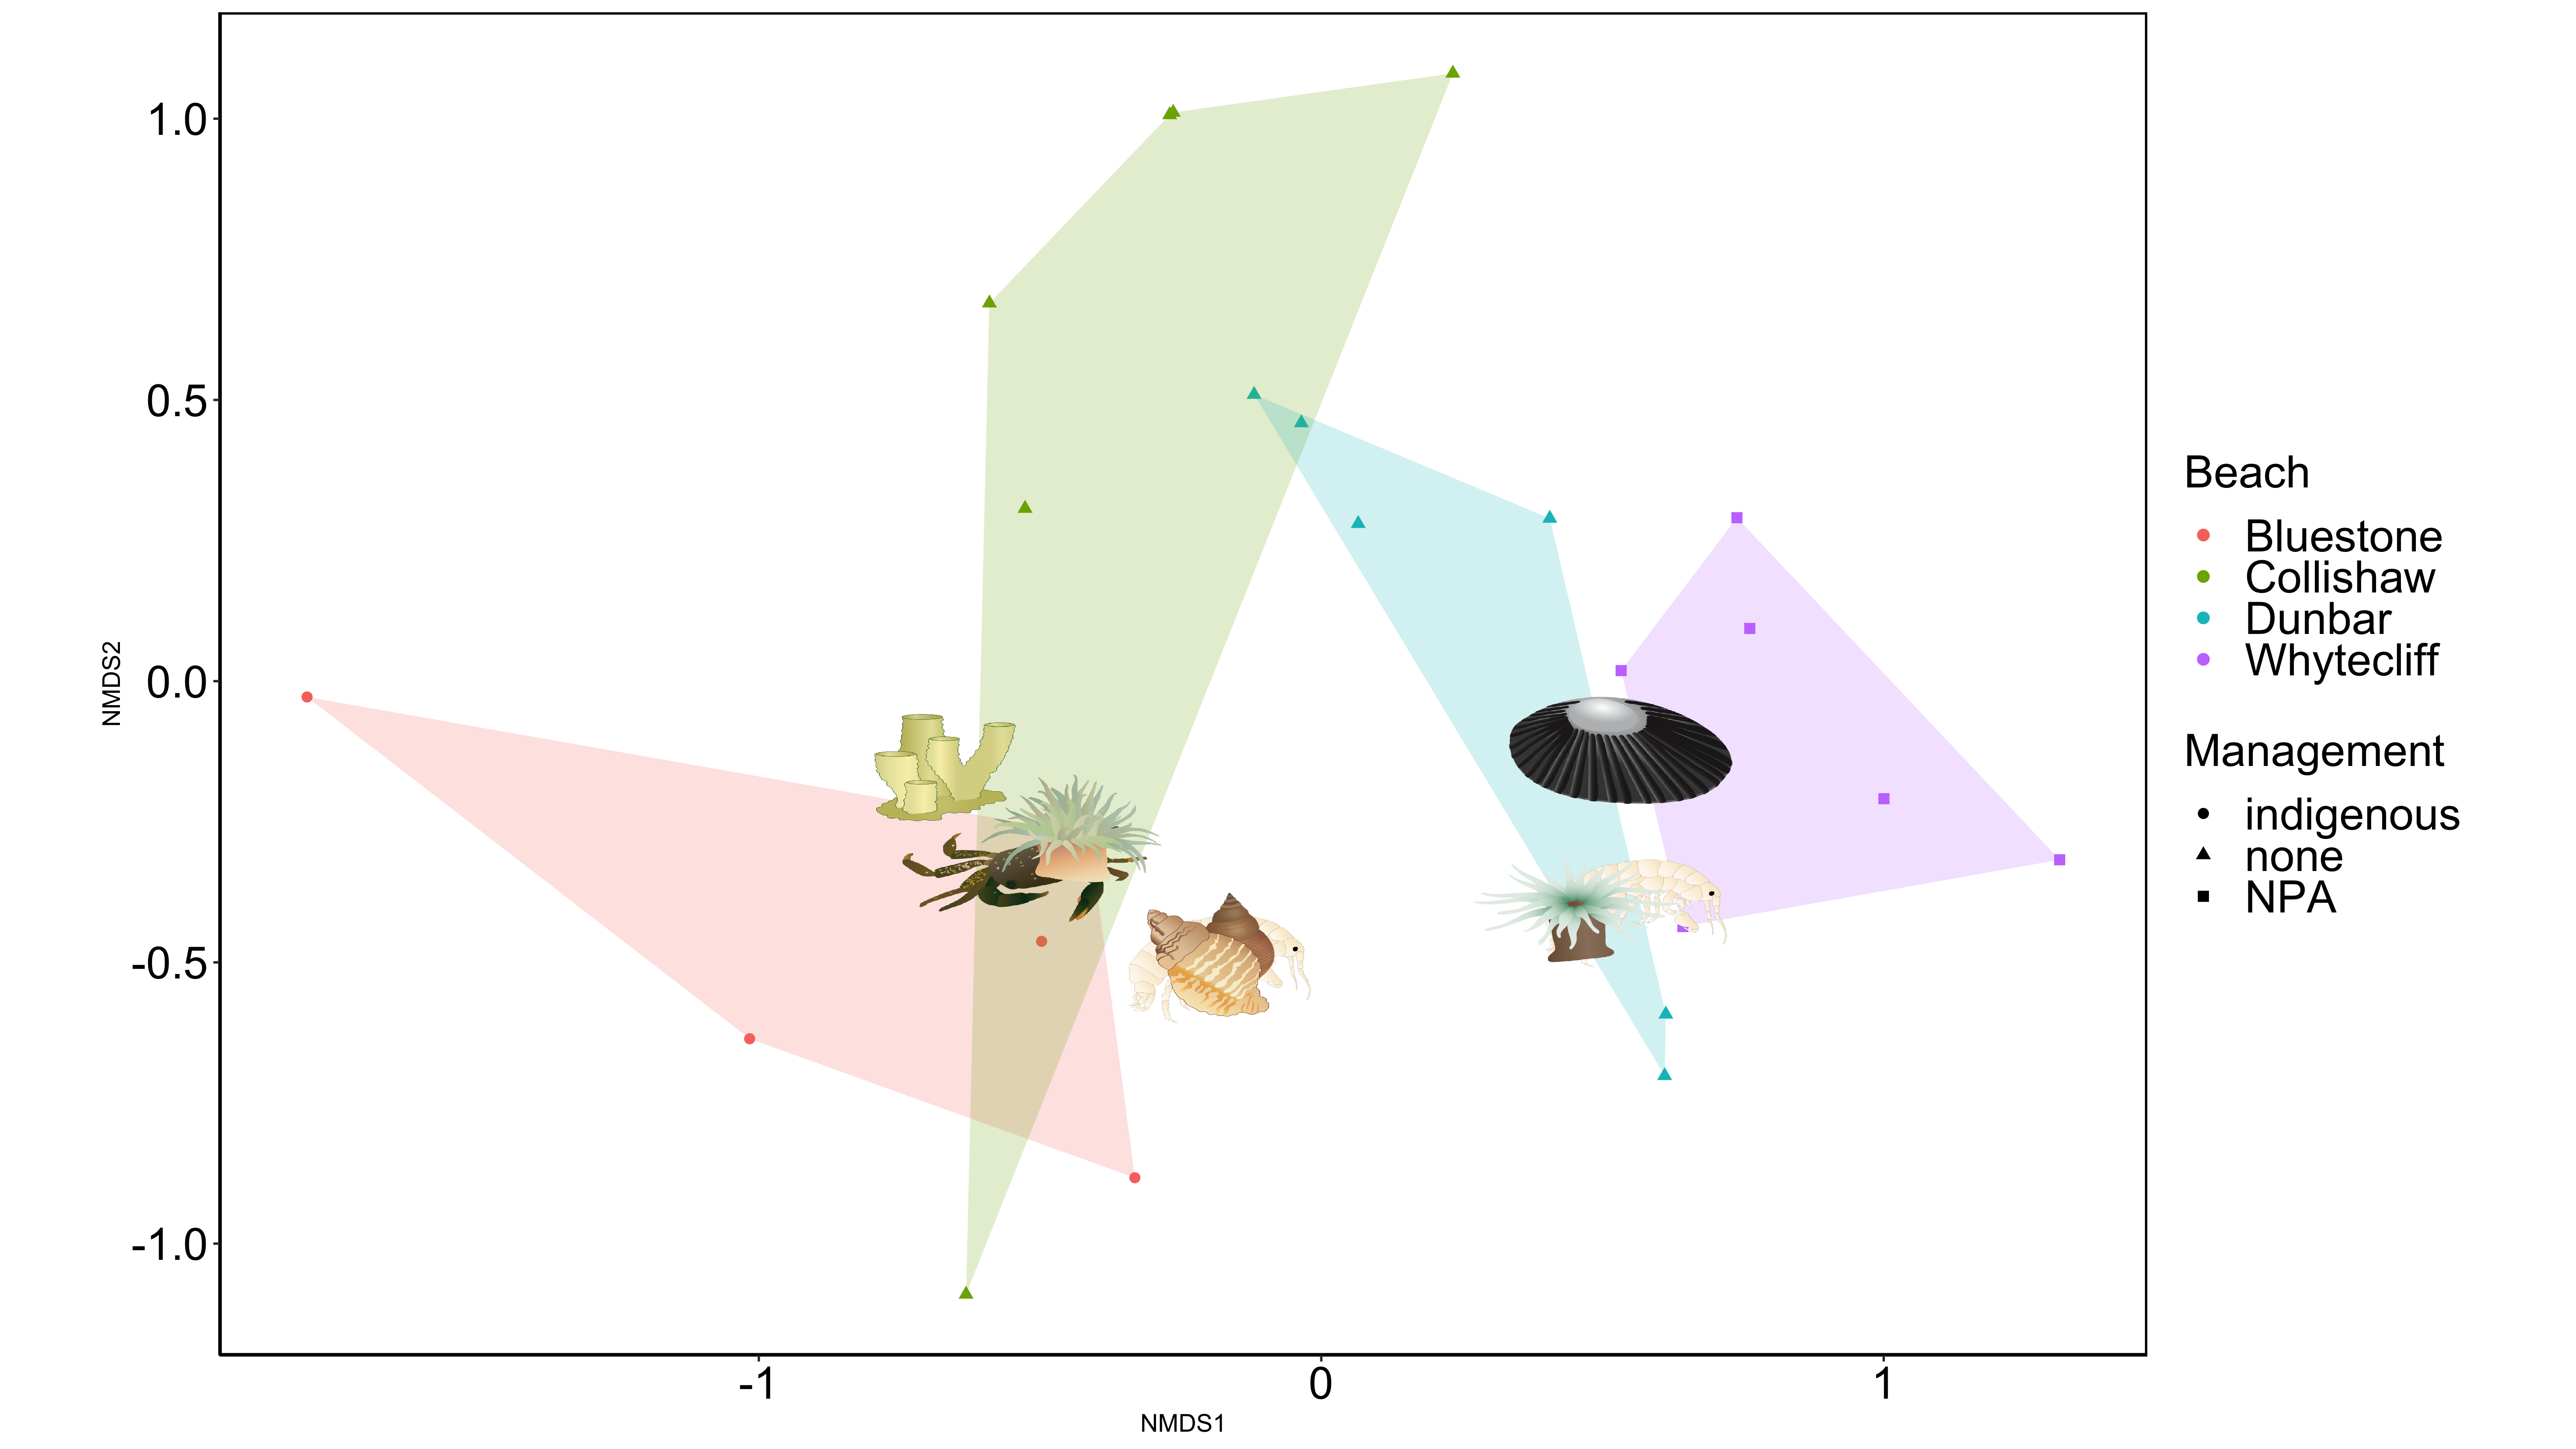 1.0
0.5
0.0
-0.5
-1.0
NMDS2
-1
0
1
NMDS1
Beach
Bluestone
Collishaw
Dunbar
Whytecliff
Management
indigenous
none
NPA